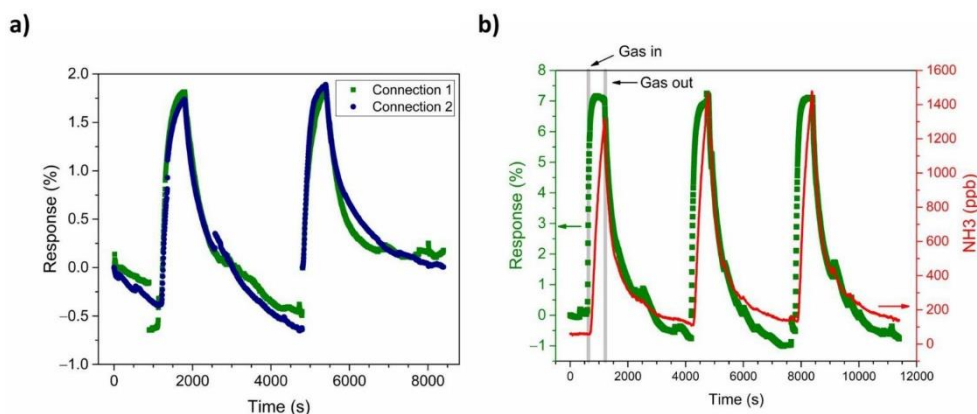 a)
2.0
1.5
1.0
0.5
0.0
−0.5
−1.0
Response (%)
Connection 1
Connection 2
0 2000 4000 6000 8000
Time (s)
b)
Gas in
Gas out
8
7
6
5
4
3
2
1
0
−1
Response (%)
1600
1400
1200
1000
800
600
400
200
0
NH3 (ppb)
0 2000 4000 6000 8000 10000 12000
Time (s)